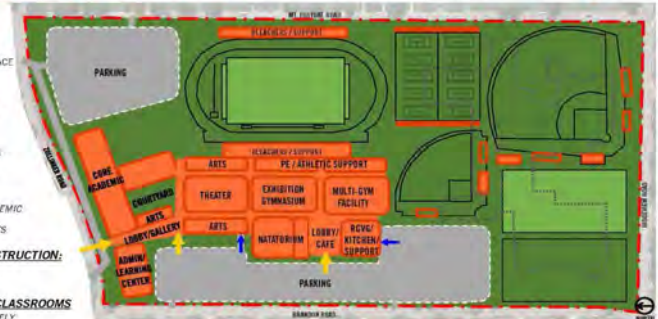 BLEACHERS / SUPPORT
PARKING
BLEACHERS / SUPPORT
ARTS
PE / ATHLETIC SUPPORT
CORE
ACADEMIC
COURTYARD
THEATER
EXHIBITION
GYMNASIUM
MULTI-GYM
FACILITY
ARTS
LOBBY/GALLERY
ARTS
NATATORIUM
LOBBY/
CAFE
RCVG/
KITCHEN/
SUPPORT
ADMIN/
LEARNING
CENTER
PARKING
STRUCTION:
CLASSROOMS